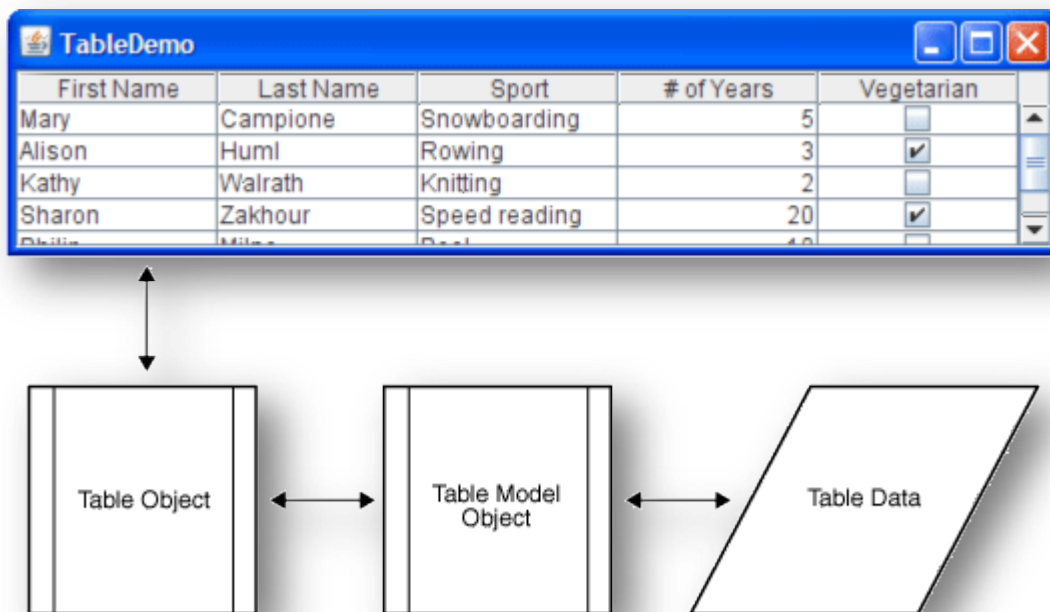 TableDemo
First Name Last Name Sport # of Years Vegetarian
Mary Campione Snowboarding 5
Alison Huml Rowing 3
Kathy Walrath Knitting 2
Sharon Zakhour Speed reading 20
Table Object
Table Model
Object
Table Data